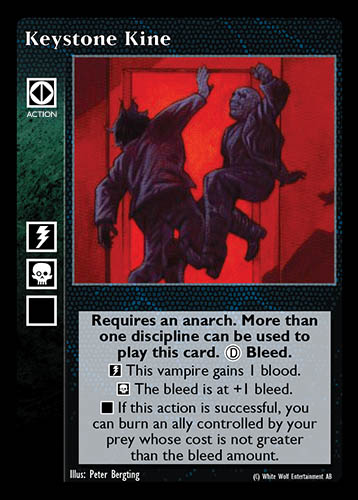 Keystone Kine
ACTION
Requires an anarch. More than
one discipline can be used to
play this card. Ⓓ Bleed.
This vampire gains 1 blood.
The bleed is at +1 bleed.
If this action is successful, you
can burn an ally controlled by your
prey whose cost is not greater
than the bleed amount.
Illus: Peter Bergting
(C) White Wolf Entertainment AB